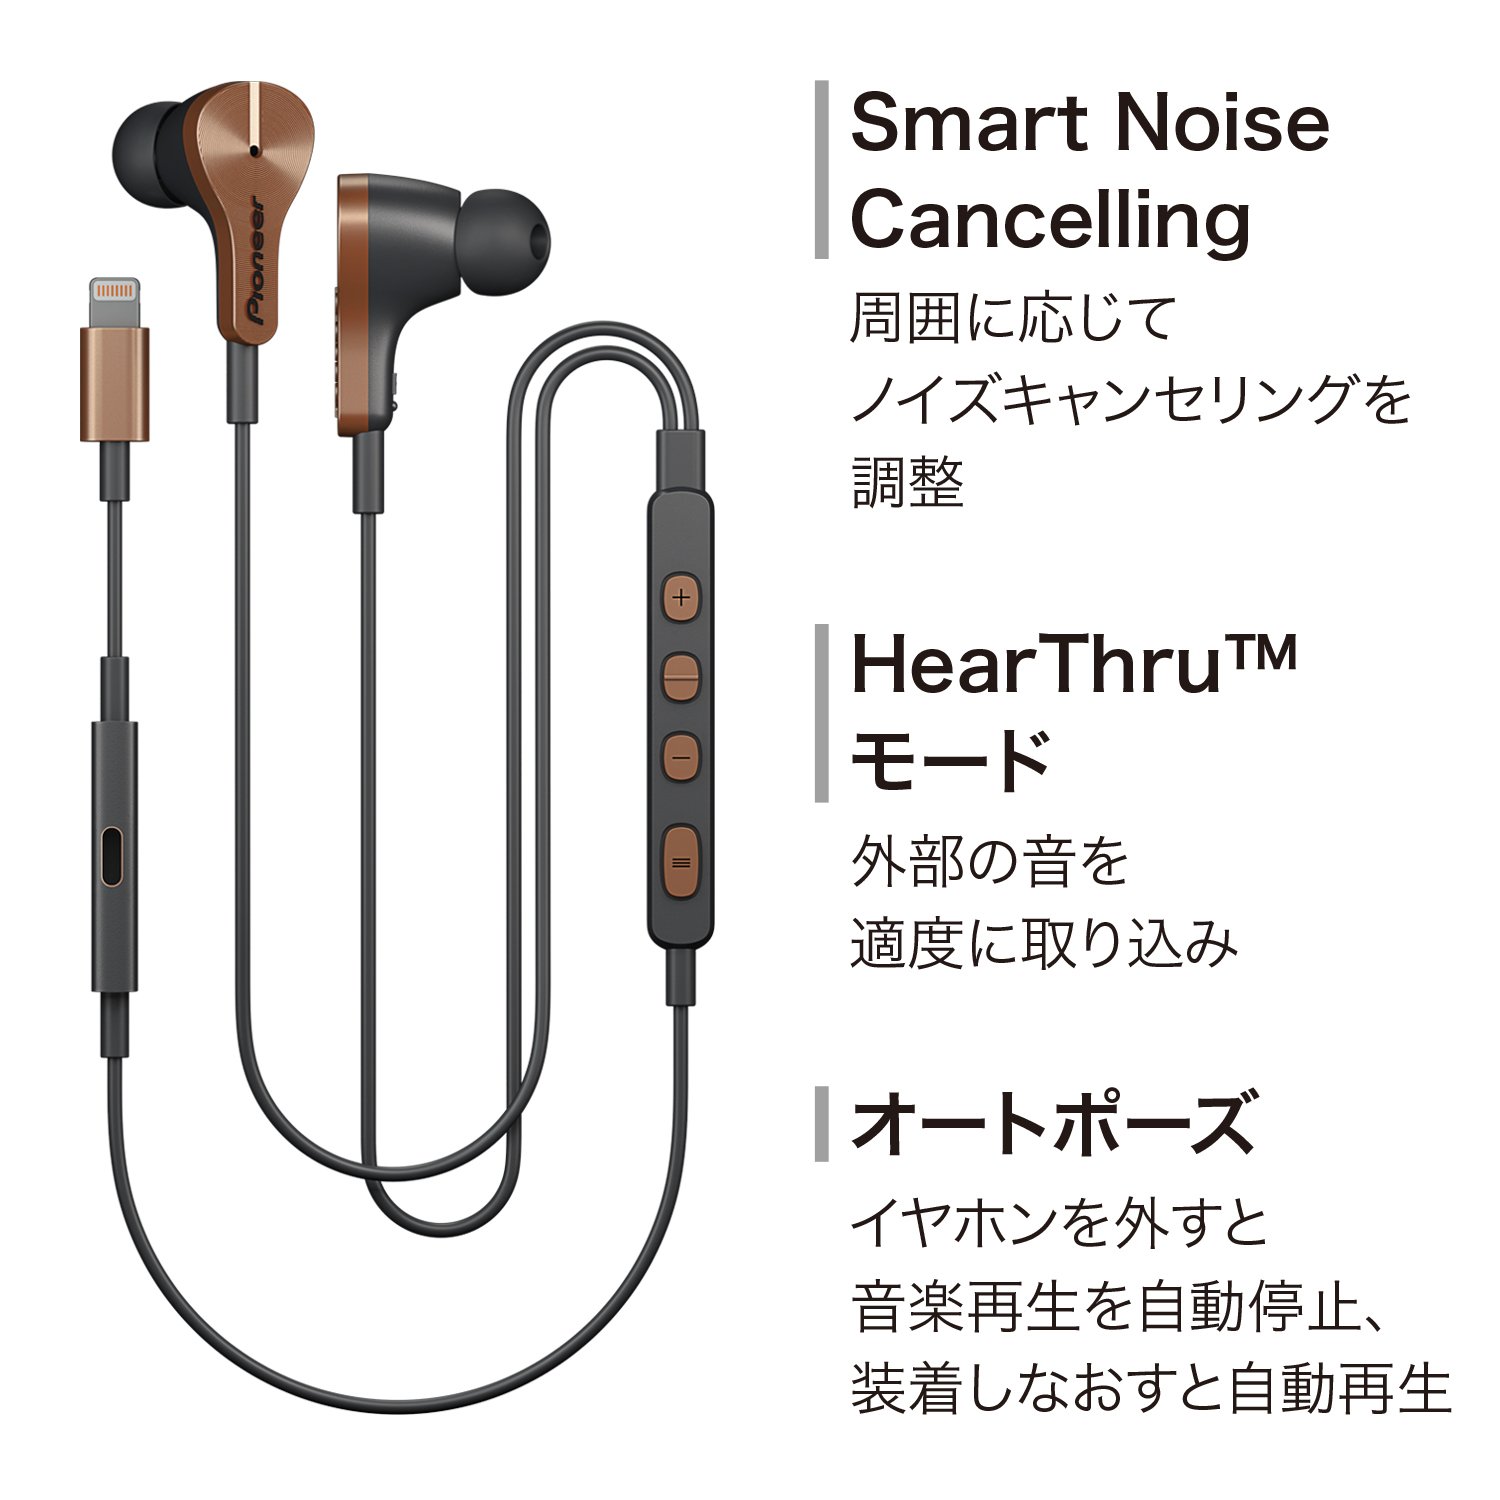 Pioneer
Smart Noise
Cancelling
周囲に応じて
ノイズキャンセリングを
調整
HearThru™
モード
外部の音を
適度に取り込み
オートポーズ
イヤホンを外すと
音楽再生を自動停止、
装着しなおすと自動再生